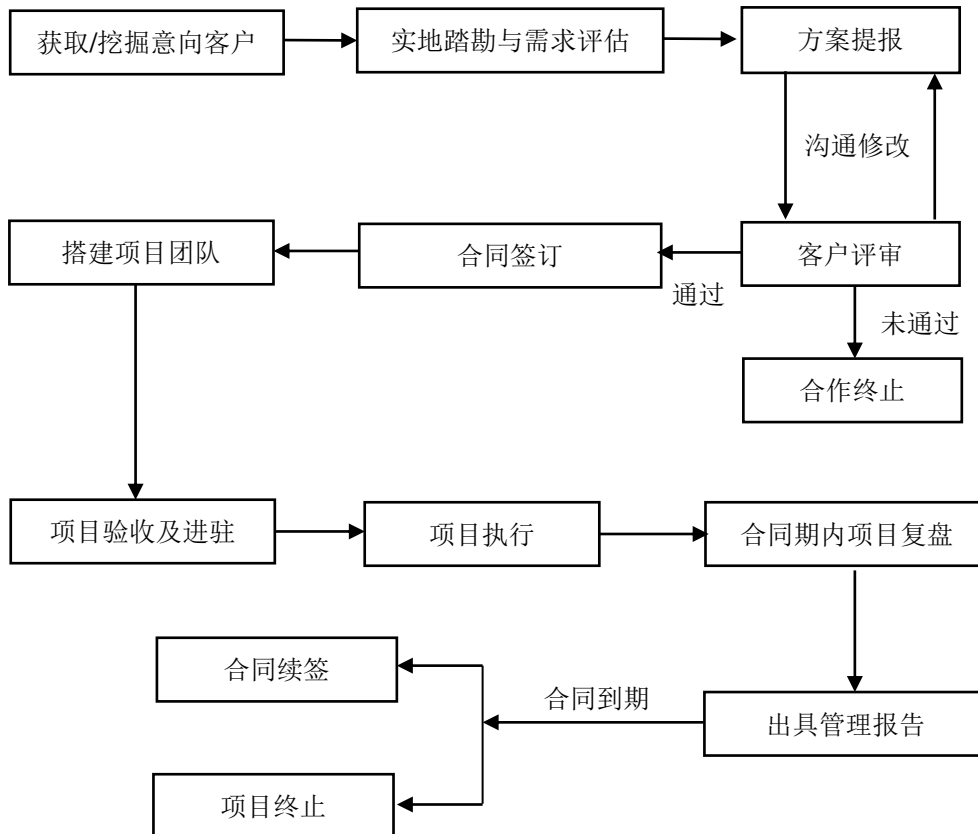 获取/挖掘意向客户
实地踏勘与需求评估
方案提报
沟通修改
搭建项目团队
合同签订
客户评审
通过
未通过
合作终止
项目验收及进驻
项目执行
合同期内项目复盘
合同续签
合同到期
出具管理报告
项目终止